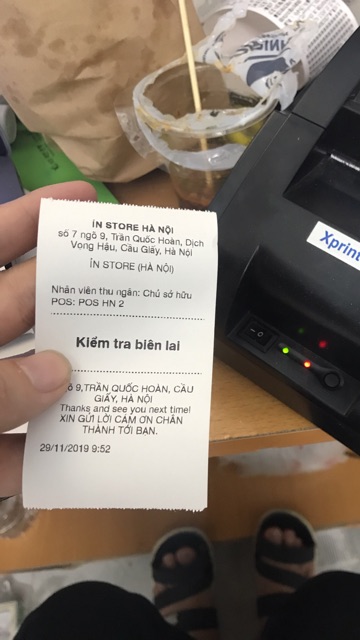 İN STORE HÀ NỘI
số 7 ngõ 9, Trần Quốc Hoàn, Dịch
Vọng Hậu, Cầu Giấy, Hà Nội
İN STORE (HÀ NỘI)
Nhân viên thu ngân: Chủ sở hữu
POS: POS HN 2
Kiểm tra biên lai
9,TRẦN QUỐC HOÀN, CẦU
GIẤY, HÀ NỘI
Thanks and see you next time!
XIN GỬI LỜI CẢM ƠN CHÂN
THÀNH TỚI BẠN.
29/11/2019 9:52
Xprint